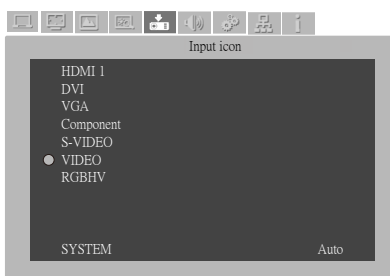 Input icon
HDMI 1
DVI
VGA
Component
S-VIDEO
VIDEO
RGBHV
SYSTEM Auto